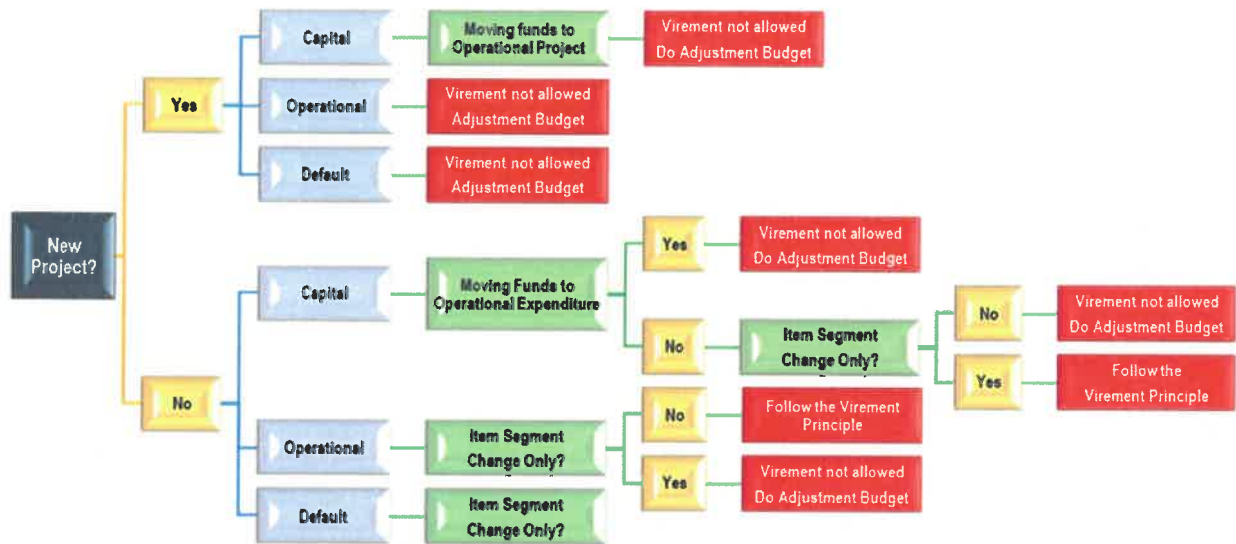 New
Project?
Yes
Capital
Moving funds to
Operational Project
Virement not allowed
Do Adjustment Budget
Operational
Virement not allowed
Adjustment Budget
Default
Virement not allowed
Adjustment Budget
No
Capital
Moving Funds to
Operational Expenditure
Yes
Virement not allowed
Do Adjustment Budget
No
Item Segment
Change Only?
No
Virement not allowed
Do Adjustment Budget
Yes
Follow the
Virement Principle
Operational
Item Segment
Change Only?
No
Follow the Virement
Principle
Yes
Virement not allowed
Do Adjustment Budget
Default
Item Segment
Change Only?